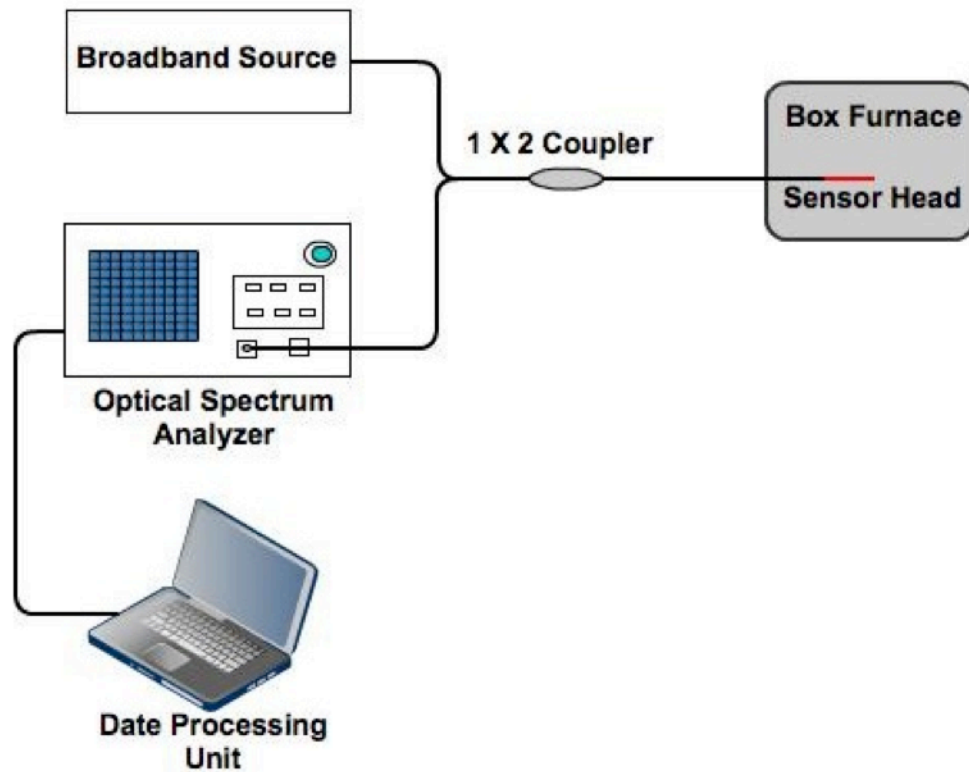 Broadband Source
1 X 2 Coupler
Box Furnace
Sensor Head
Optical Spectrum
Analyzer
Date Processing
Unit